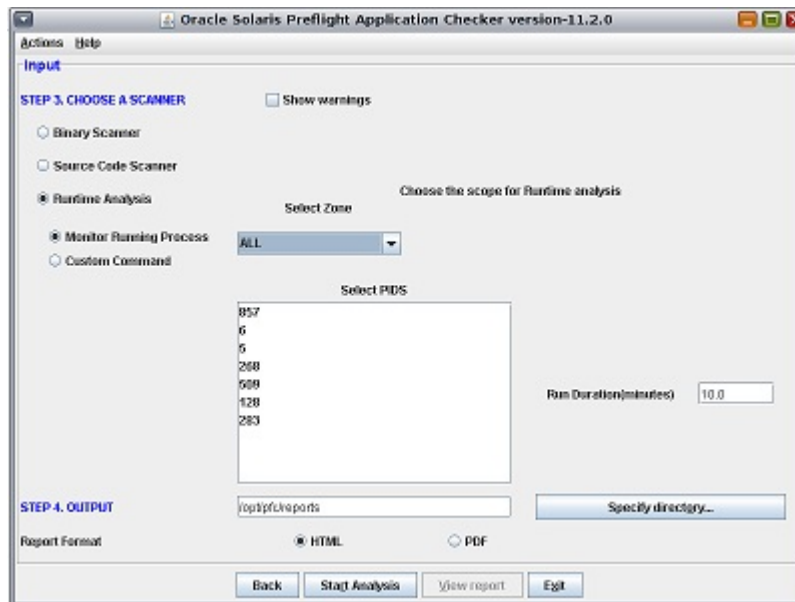 Oracle Solaris Preflight Application Checker version-11.2.0
Actions Help
Input
STEP 3. CHOOSE A SCANNER
Show warnings
Binary Scanner
Source Code Scanner
Runtime Analysis
Choose the scope for Runtime analysis
Select Zone
Monitor Running Process
ALL
Custom Command
Select PIDS
857
6
5
268
509
128
283
Run Duration(minutes)
10.0
STEP 4. OUTPUT
/opt/pfc/reports
Specify directory...
Report Format
HTML
PDF
Back
Start Analysis
View report
Exit